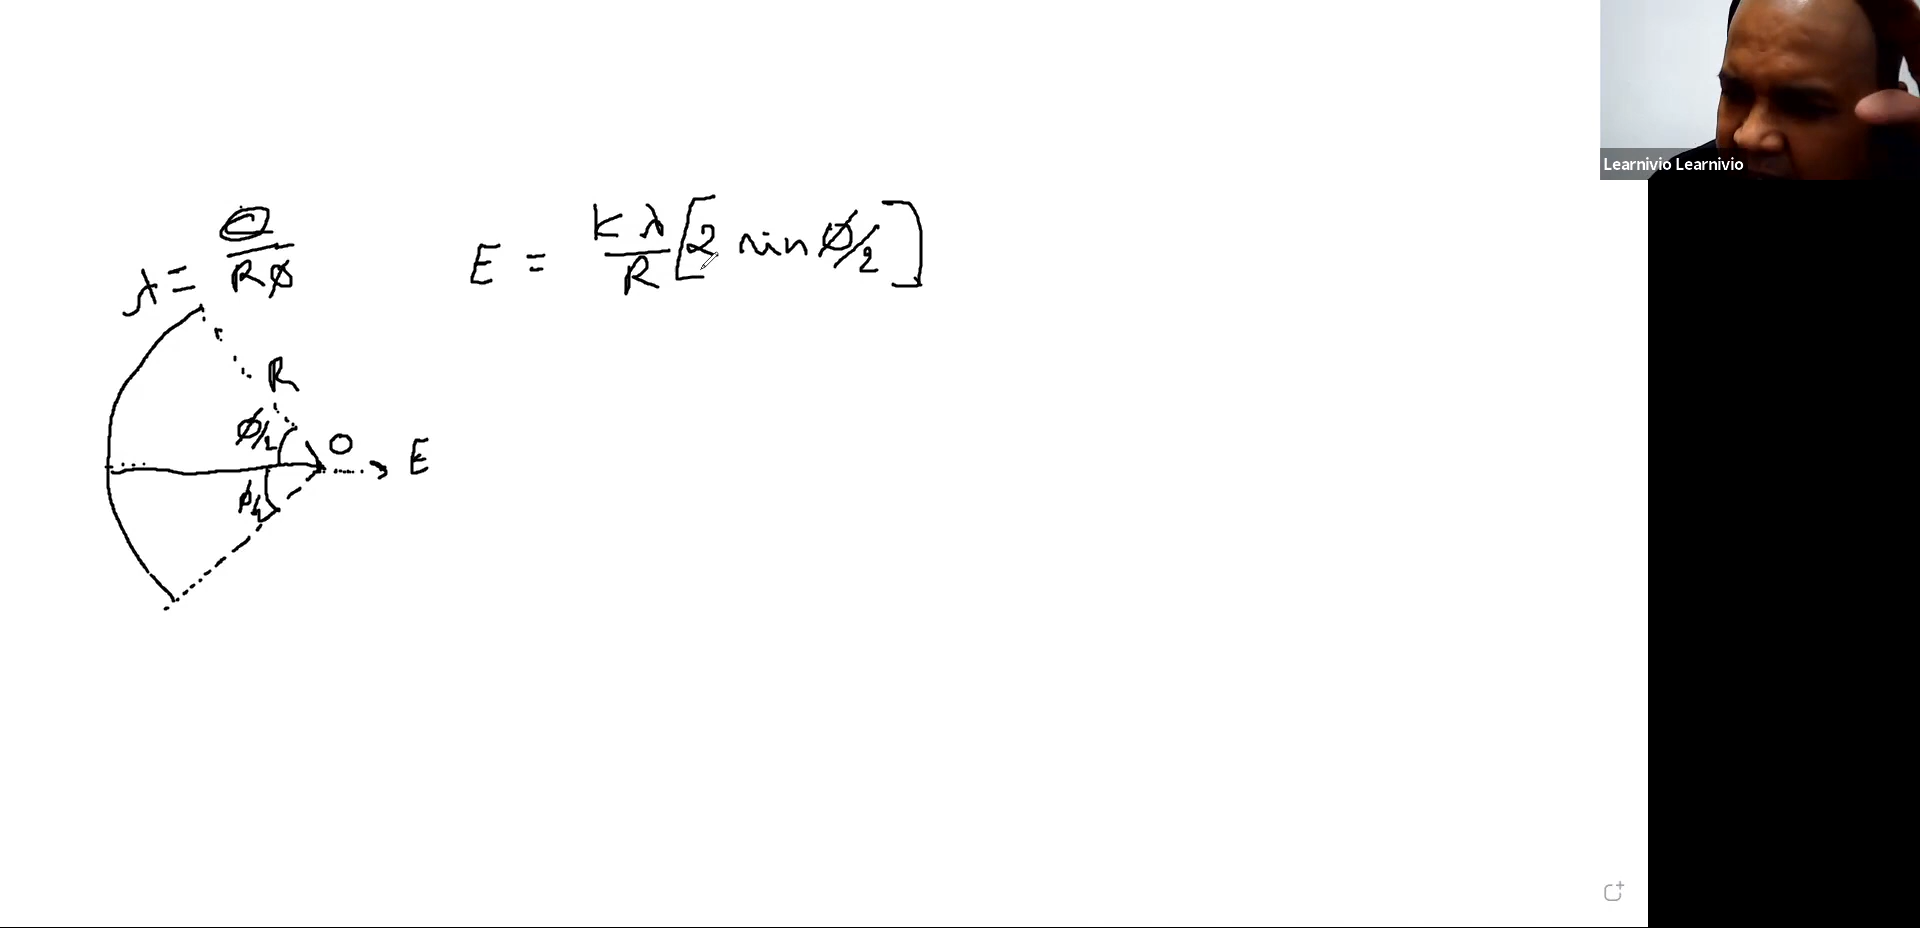 Learnivio Learnivio
λ = Q/Rφ
E = Kλ/R [2 sin φ/2]
R
φ/2
O
E
φ/2